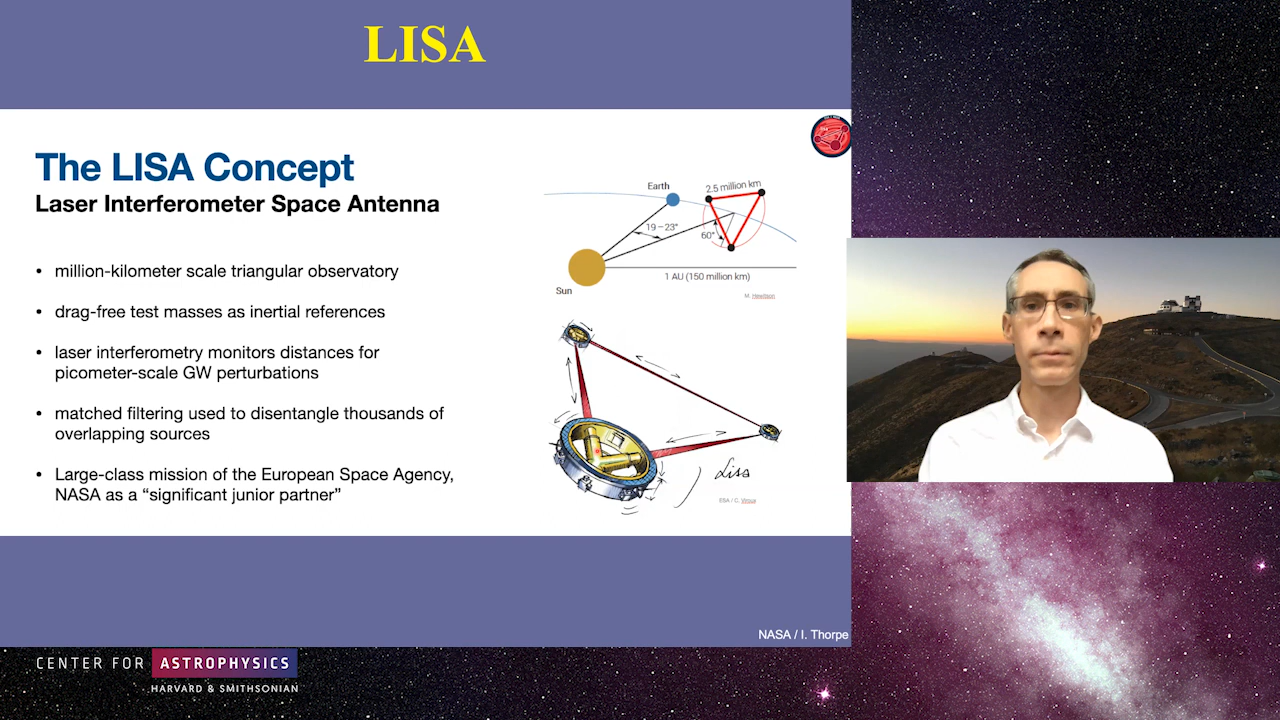 LISA
The LISA Concept
Laser Interferometer Space Antenna
• million-kilometer scale triangular observatory
• drag-free test masses as inertial references
• laser interferometry monitors distances for
picometer-scale GW perturbations
• matched filtering used to disentangle thousands of
overlapping sources
• Large-class mission of the European Space Agency,
NASA as a “significant junior partner”
Earth
2.5 million km
19 – 23°
60°
1 AU (150 million km)
Sun
M. Hewitson
Lisa
ESA / C. Vijoux
NASA / I. Thorpe
CENTER FOR ASTROPHYSICS
HARVARD & SMITHSONIAN